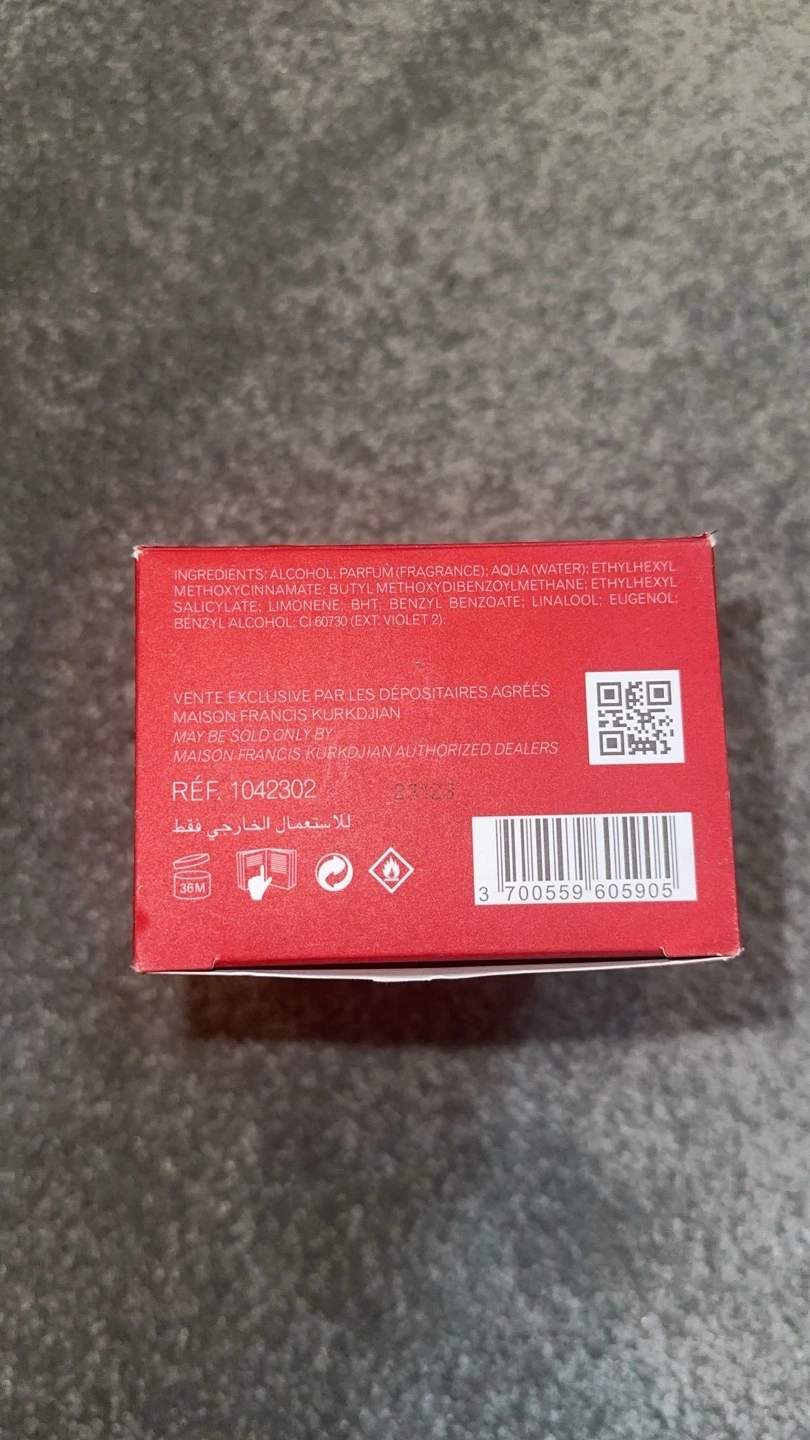 INGREDIENTS: ALCOHOL; PARFUM (FRAGRANCE); AQUA (WATER); ETHYLHEXYL
METHOXYCINNAMATE; BUTYL METHOXYDIBENZOYLMETHANE; ETHYLHEXYL
SALICYLATE; LIMONENE; BHT; BENZYL BENZOATE; LINALOOL; EUGENOL;
BENZYL ALCOHOL; CI 60730 (EXT. VIOLET 2).
VENTE EXCLUSIVE PAR LES DÉPOSITAIRES AGRÉÉS
MAISON FRANCIS KURKDJIAN
MAY BE SOLD ONLY BY
MAISON FRANCIS KURKDJIAN AUTHORIZED DEALERS
RÉF. 1042302
للاستعمال الخارجي فقط
36M
3 700559 605905